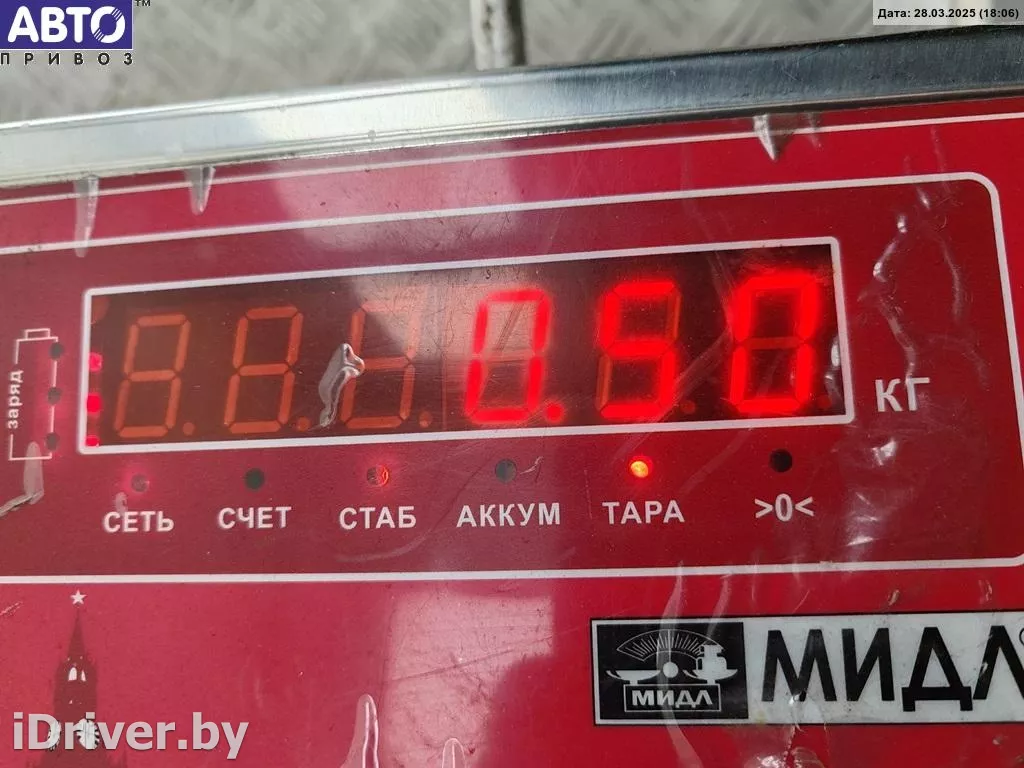 АВТО
ПРИВОЗ
TM
Дата: 28.03.2025 (18:06)
заряд
0.50
КГ
СЕТЬ СЧЕТ СТАБ АККУМ ТАРА >0<
МИДЛ
МИДЛ
iDriver.by